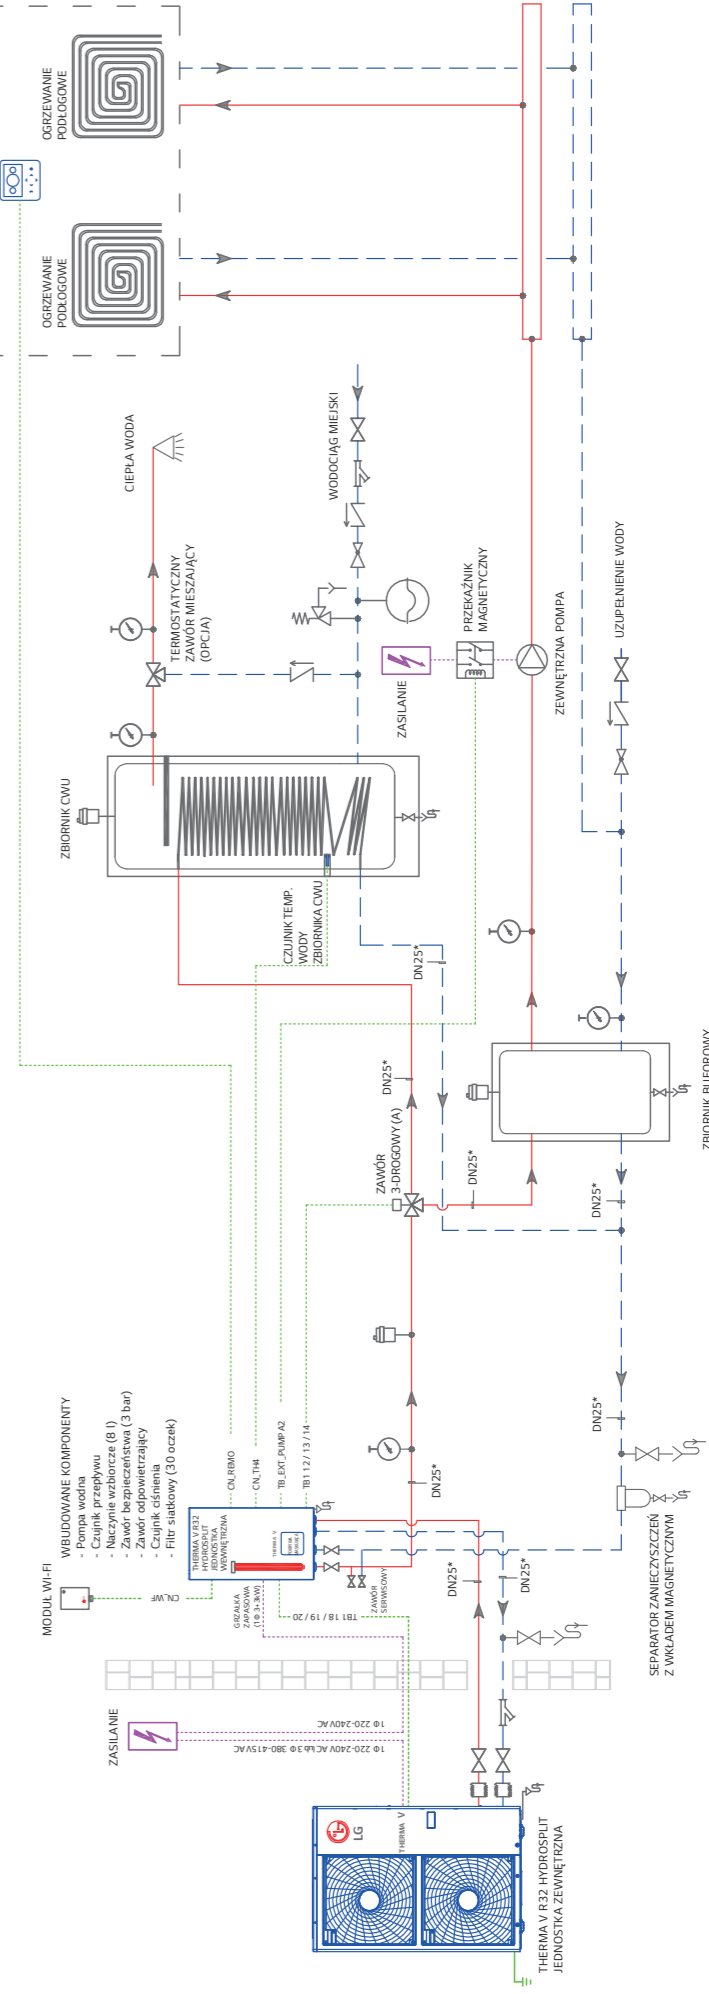 MODUŁ WI-FI
WBUDOWANE KOMPONENTY
- Pompa wodna
- Czujnik przepływu
- Naczynie wzbiorcze (8 l)
- Zawór bezpieczeństwa (3 bar)
- Zawór odpowietrzający
- Czujnik ciśnienia
- Filtr siatkowy (30 oczek)
ZASILANIE
CN_WF
GRZAŁKA
ZAPASOWA
(1Φ 3+3kW)
THERMA V R32
HYDROSPLIT
JEDNOSTKA
WEWNĘTRZNA
THERMA V
CN_REMO
CN_TH4
TB_EXT_PUMP A2
TB1 12 / 13 / 14
TB1 18 / 19 / 20
1Φ 220-240V AC
1Φ 220-240V AC lub 3Φ 380-415V AC
ZAWÓR
SERWISOWY
LG
THERMA V
THERMA V R32 HYDROSPLIT
JEDNOSTKA ZEWNĘTRZNA
DN25*
DN25*
DN25*
SEPARATOR ZANIECZYSZCZEŃ
Z WKŁADEM MAGNETYCZNYM
DN25*
ZAWÓR
3-DROGOWY (A)
DN25*
DN25*
DN25*
DN25*
ZBIORNIK BUFOROWY
ZBIORNIK CWU
CZUJNIK TEMP.
WODY
ZBIORNIKA CWU
TERMOSTATYCZNY
ZAWÓR MIESZAJĄCY
(OPCJA)
CIEPŁA WODA
WODOCIĄG MIEJSKI
ZASILANIE
PRZEKAŹNIK
MAGNETYCZNY
ZEWNĘTRZNA POMPA
UZUPEŁNIENIE WODY
OGRZEWANIE
PODŁOGOWE
OGRZEWANIE
PODŁOGOWE